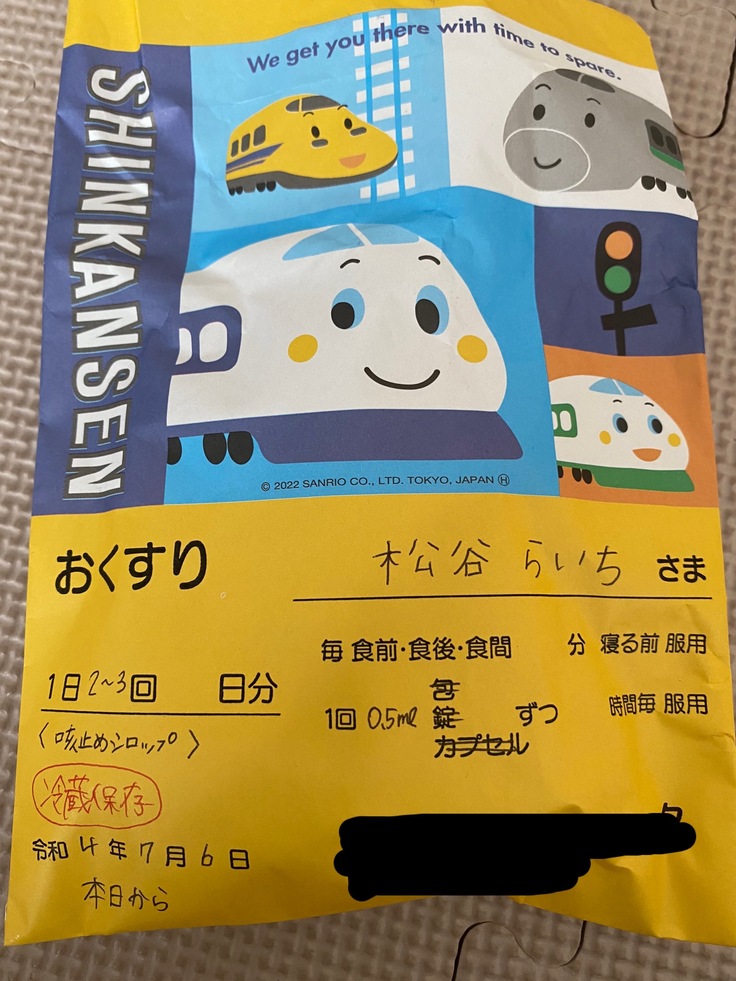 We get you there with time to spare.
SHINKANSEN
© 2022 SANRIO CO., LTD. TOKYO, JAPAN Ⓗ
おくすり
松谷 らいち さま
毎 食前・食後・食間 分 寝る前 服用
1日 2~3回 日分
1回 0.5ml 包 錠 カプセル ずつ 時間毎 服用
〈咳止めシロップ〉
冷蔵保存
令和 4年 7月 6日
本日から